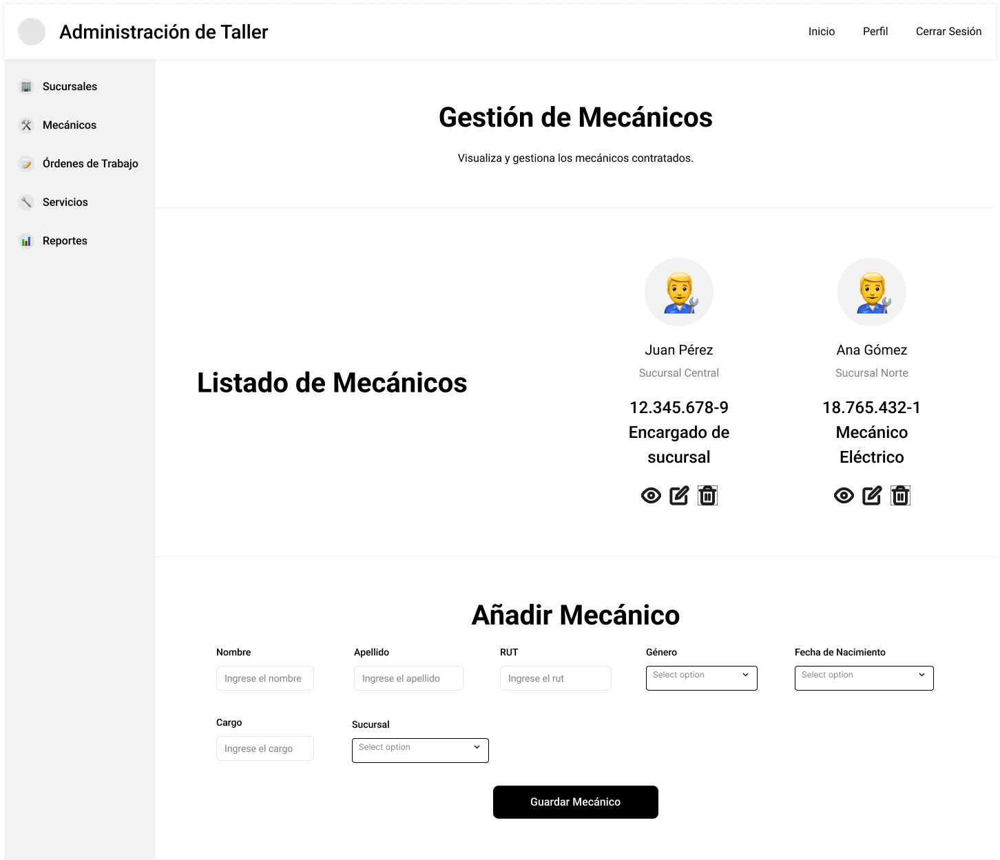 Administración de Taller
Inicio
Perfil
Cerrar Sesión
Sucursales
Mecánicos
Órdenes de Trabajo
Servicios
Reportes
Gestión de Mecánicos
Visualiza y gestiona los mecánicos contratados.
Listado de Mecánicos
Juan Pérez
Sucursal Central
12.345.678-9
Encargado de
sucursal
Ana Gómez
Sucursal Norte
18.765.432-1
Mecánico
Eléctrico
Añadir Mecánico
Nombre
Ingrese el nombre
Apellido
Ingrese el apellido
RUT
Ingrese el rut
Género
Select option
Fecha de Nacimiento
Select option
Cargo
Ingrese el cargo
Sucursal
Select option
Guardar Mecánico